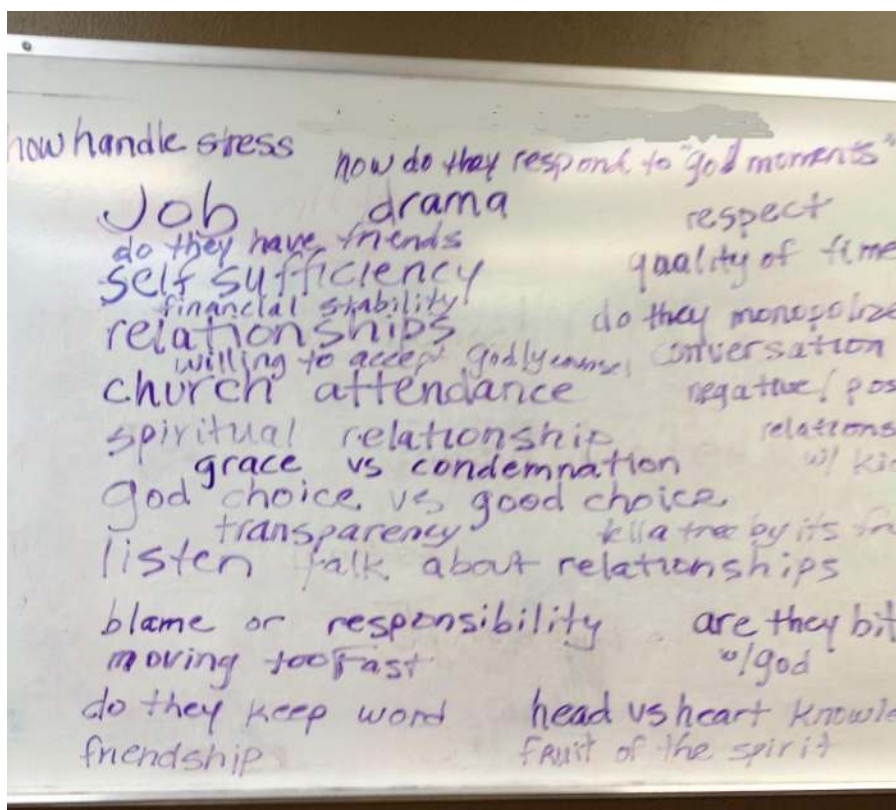 how handle stress
how do they respond to "god moments"
Job drama respect
do they have friends
self sufficiency quality of time
financial stability
relationships do they monopolize
willing to accept godly counsel conversation
church attendance negative/pos
spiritual relationship relations
grace vs condemnation w/ ki
god choice vs good choice
transparency tell a tree by its
listen talk about relationships
blame or responsibility are they bit
moving too fast w/god
do they keep word head vs heart knowle
friendship fruit of the spirit